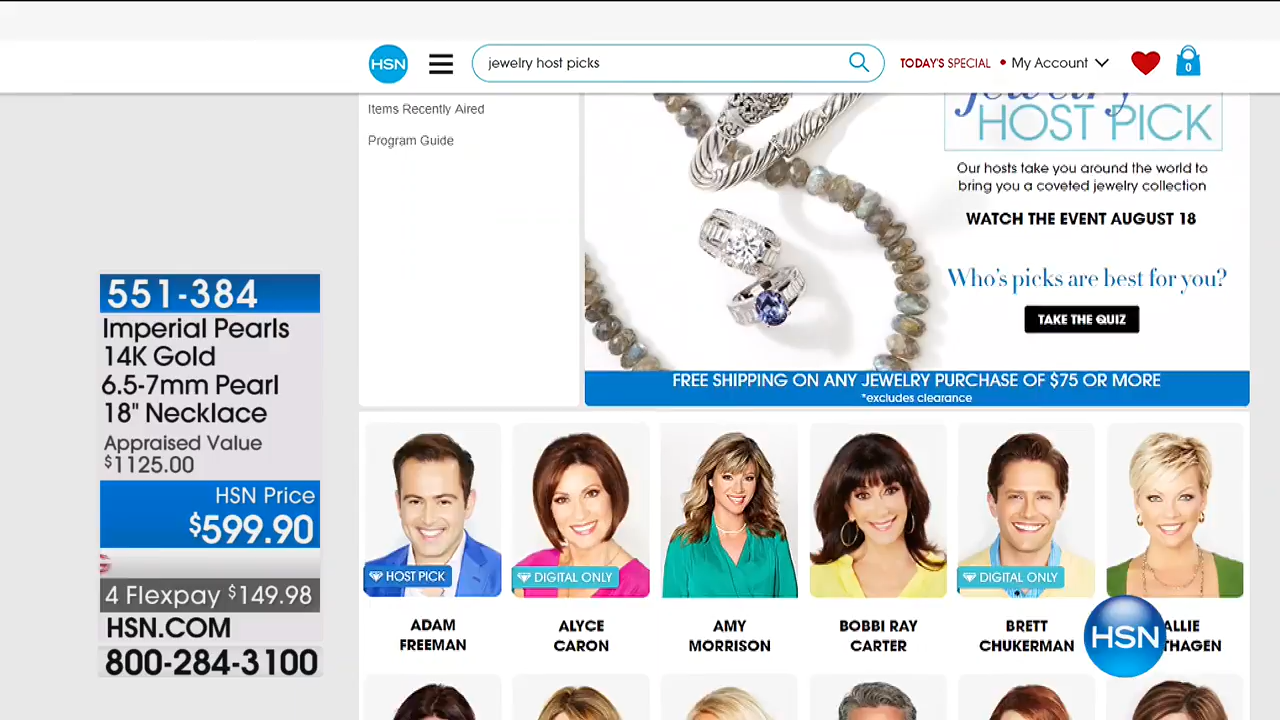 HSN
jewelry host picks
TODAY'S SPECIAL
My Account
0
Items Recently Aired
Program Guide
jewelry
HOST PICK
Our hosts take you around the world to
bring you a coveted jewelry collection
WATCH THE EVENT AUGUST 18
Who's picks are best for you?
TAKE THE QUIZ
FREE SHIPPING ON ANY JEWELRY PURCHASE OF $75 OR MORE
*excludes clearance
551-384
Imperial Pearls
14K Gold
6.5-7mm Pearl
18" Necklace
Appraised Value
$1125.00
HSN Price
$599.90
4 Flexpay $149.98
HSN.COM
800-284-3100
HOST PICK
DIGITAL ONLY
DIGITAL ONLY
ADAM
FREEMAN
ALYCE
CARON
AMY
MORRISON
BOBBI RAY
CARTER
BRETT
CHUKERMAN
HSN